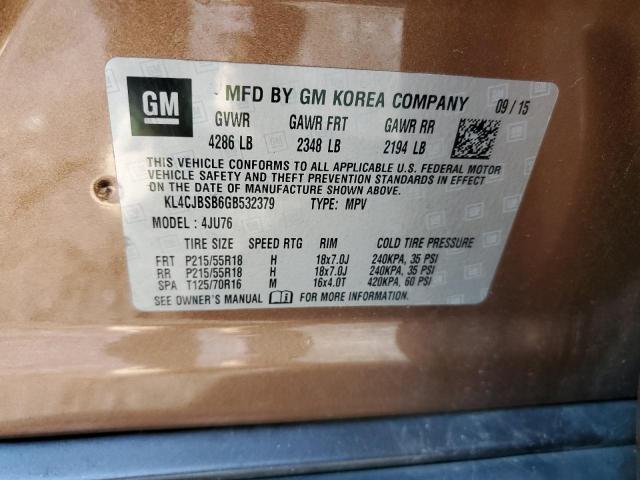 GM MFD BY GM KOREA COMPANY 09/15
GVWR GAWR FRT GAWR RR
4286 LB 2348 LB 2194 LB
THIS VEHICLE CONFORMS TO ALL APPLICABLE U.S. FEDERAL MOTOR
VEHICLE SAFETY AND THEFT PREVENTION STANDARDS IN EFFECT
ON THE DATE OF MANUFACTURE SHOWN ABOVE.
KL4CJBSB6GB532379 TYPE: MPV
MODEL: 4JU76
TIRE SIZE SPEED RTG RIM COLD TIRE PRESSURE
FRT P215/55R18 H 18x7.0J 240KPA, 35 PSI
RR P215/55R18 H 18x7.0J 240KPA, 35 PSI
SPA T125/70R16 M 16x4.0T 420KPA, 60 PSI
SEE OWNER'S MANUAL FOR MORE INFORMATION.